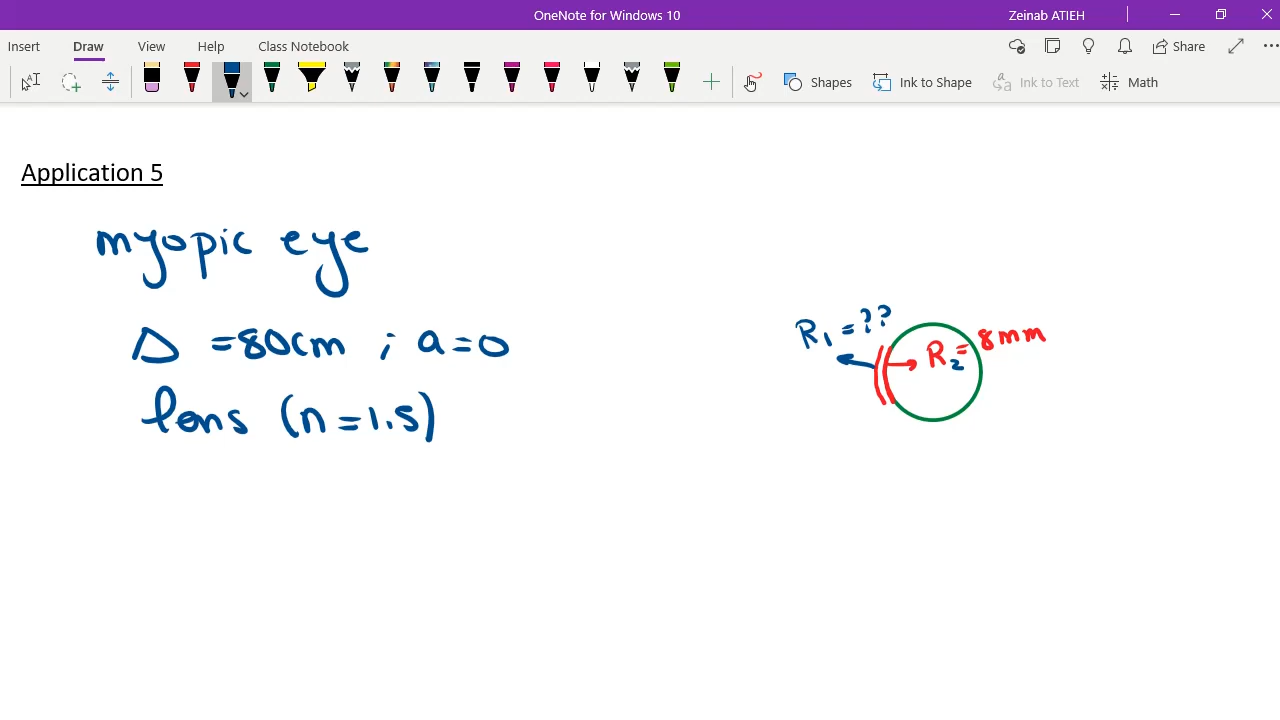 OneNote for Windows 10
Zeinab ATIEH
Insert Draw View Help Class Notebook
Share
Shapes Ink to Shape Ink to Text Math
Application 5
myopic eye
Δ = 80cm ; a = 0
lens (n = 1.5)
R1 = ??
R2 = 8mm